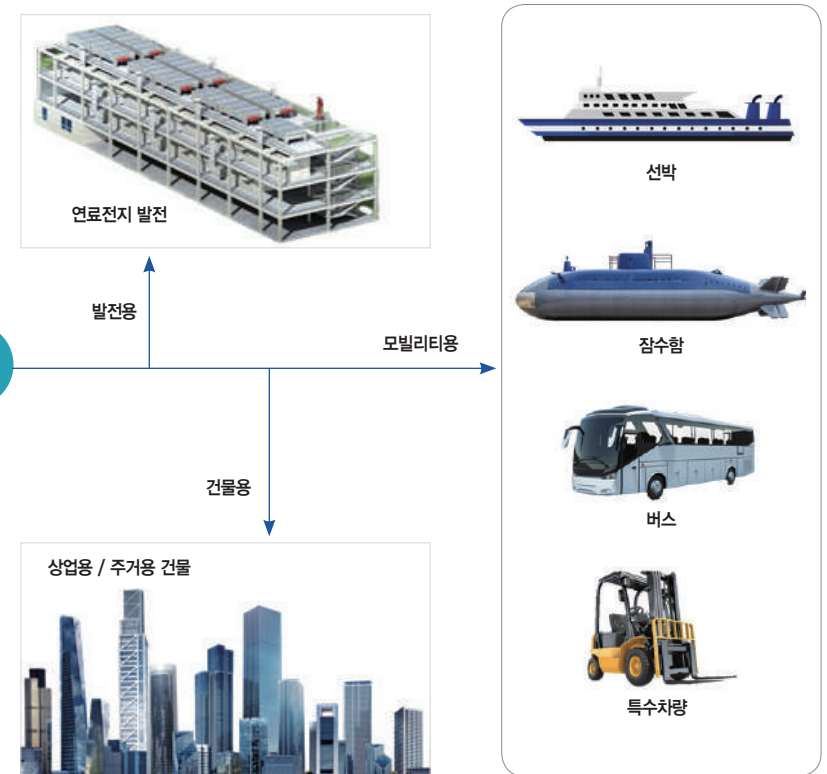 연료전지 발전
발전용
모빌리티용
건물용
상업용 / 주거용 건물
선박
잠수함
버스
특수차량